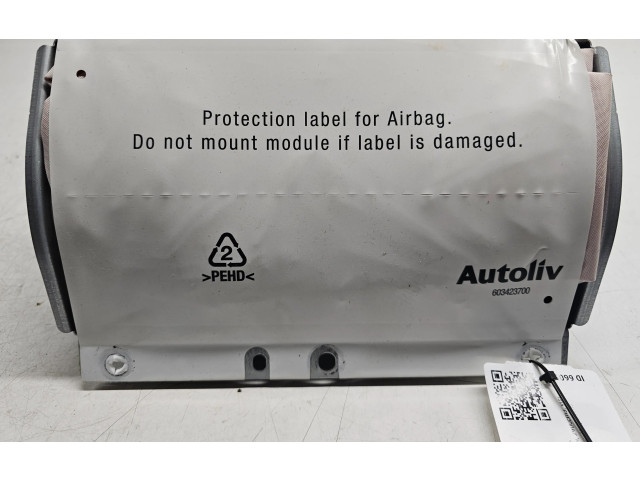 Protection label for Airbag.
Do not mount module if label is damaged.
2
>PEHD<
Autoliv
603423700